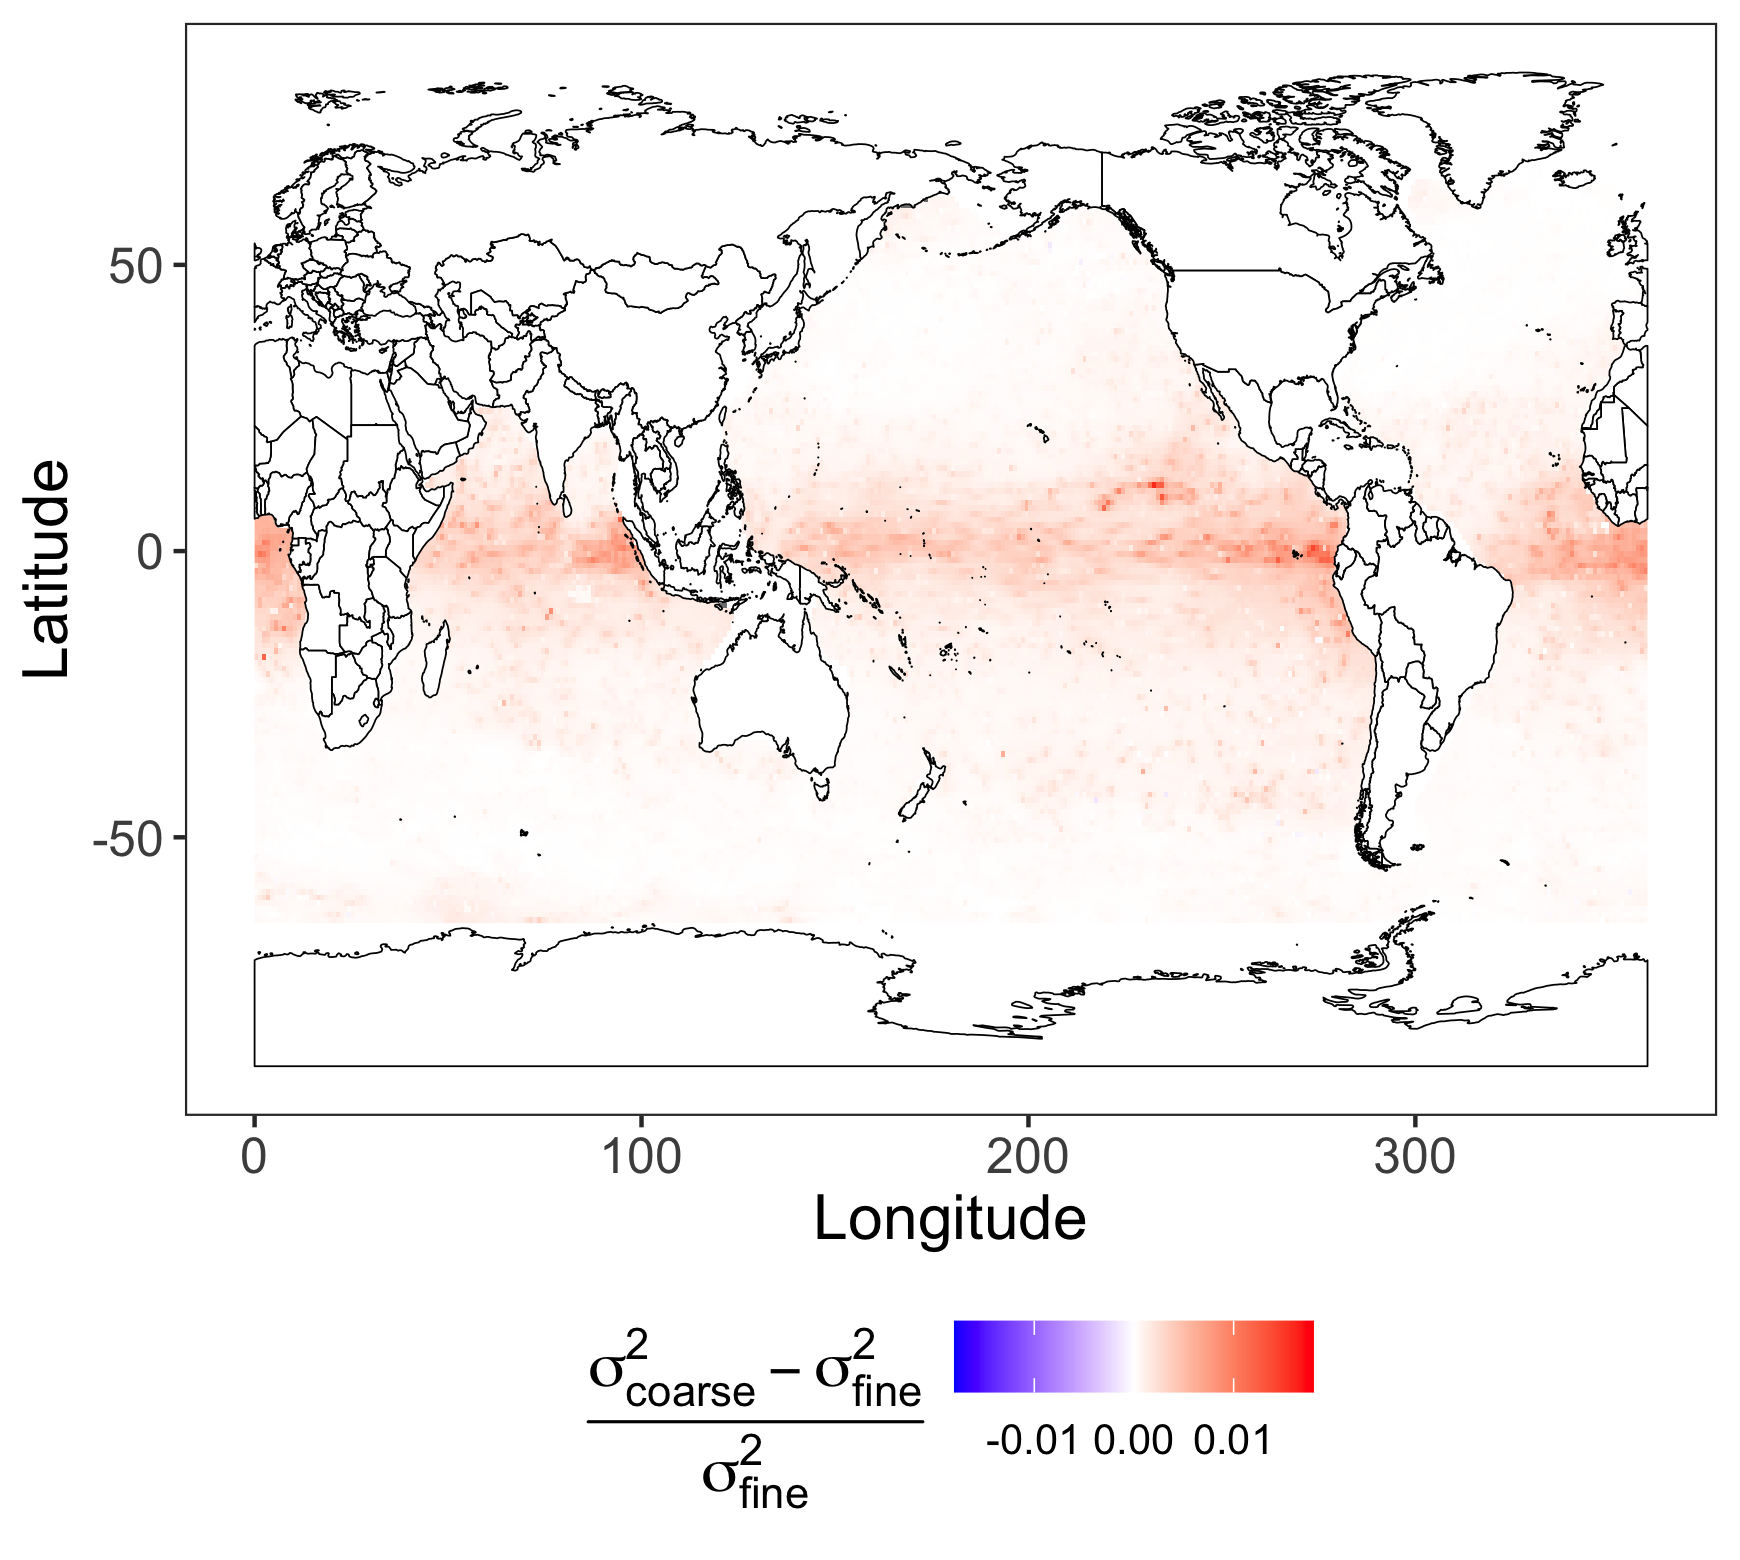 Latitude
50
0
-50
0 100 200 300
Longitude
σ²coarse − σ²fine
σ²fine
-0.01 0.00 0.01